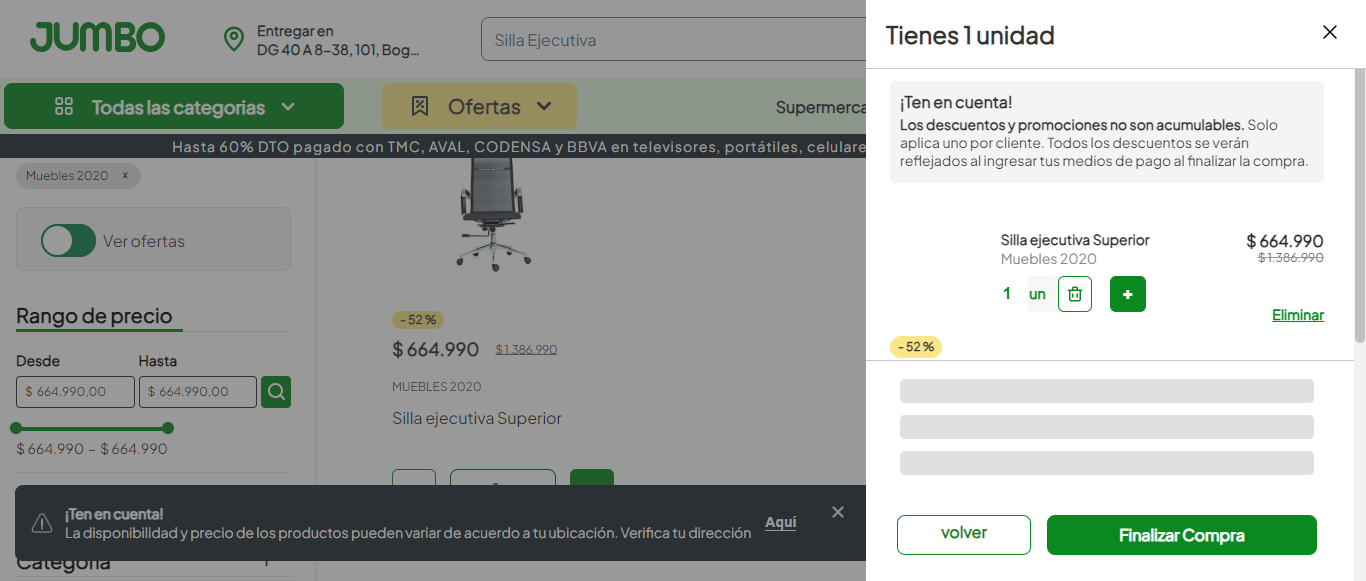 JUMBO
Entregar en
DG 40 A 8-38, 101, Bog...
Silla Ejecutiva
Todas las categorias
Ofertas
Supermerca
Hasta 60% DTO pagado con TMC, AVAL, CODENSA y BBVA en televisores, portátiles, celulare
Muebles 2020 x
Ver ofertas
Rango de precio
Desde
Hasta
$ 664.990,00
$ 664.990,00
$ 664.990 – $ 664.990
-52%
$ 664.990 $ 1.386.990
MUEBLES 2020
Silla ejecutiva Superior
¡Ten en cuenta!
La disponibilidad y precio de los productos pueden variar de acuerdo a tu ubicación. Verifica tu dirección
Aquí
Categoría
Tienes 1 unidad
¡Ten en cuenta!
Los descuentos y promociones no son acumulables. Solo
aplica uno por cliente. Todos los descuentos se verán
reflejados al ingresar tus medios de pago al finalizar la compra.
Silla ejecutiva Superior
$ 664.990
Muebles 2020
$ 1.386.990
1 un +
Eliminar
-52%
volver
Finalizar Compra